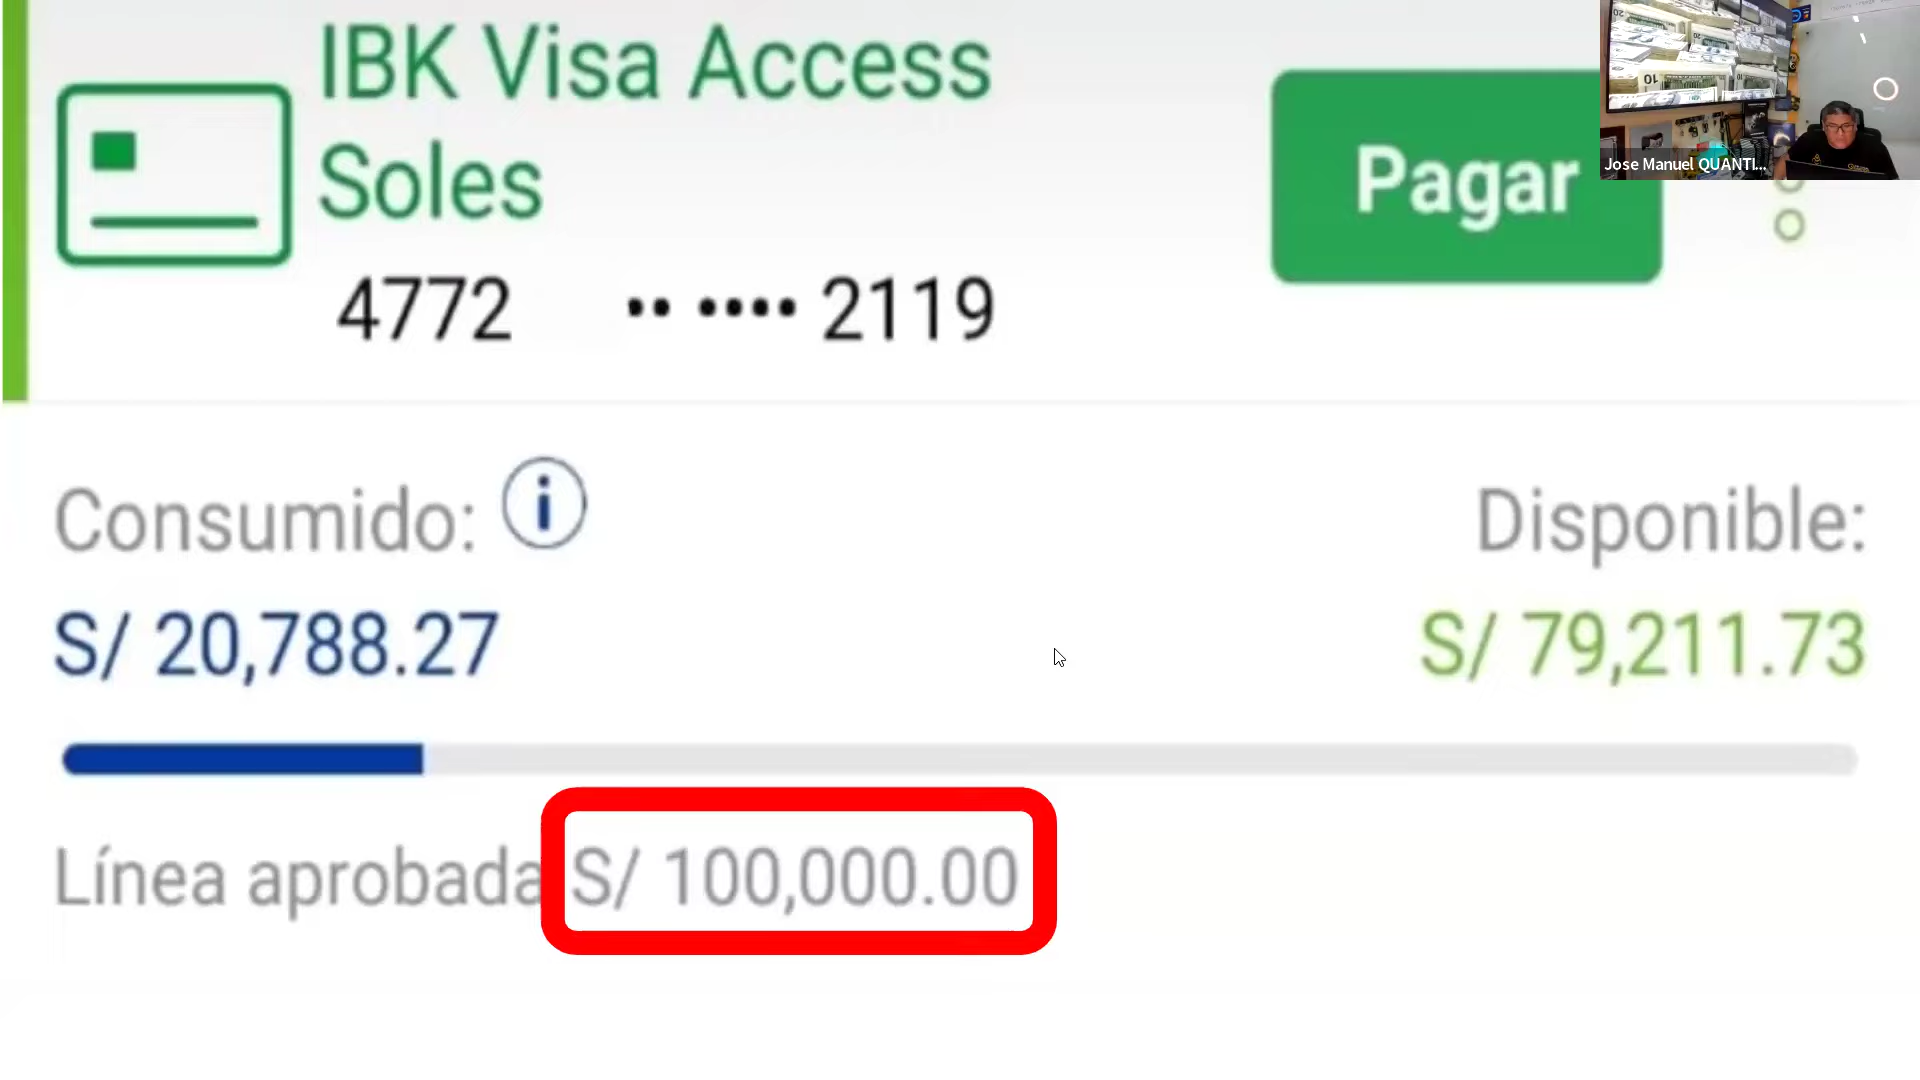 IBK Visa Access
Soles
4772 •• •••• 2119
Pagar
Jose Manuel QUANTI...
Consumido:
Disponible:
S/ 20,788.27
S/ 79,211.73
Línea aprobada S/ 100,000.00